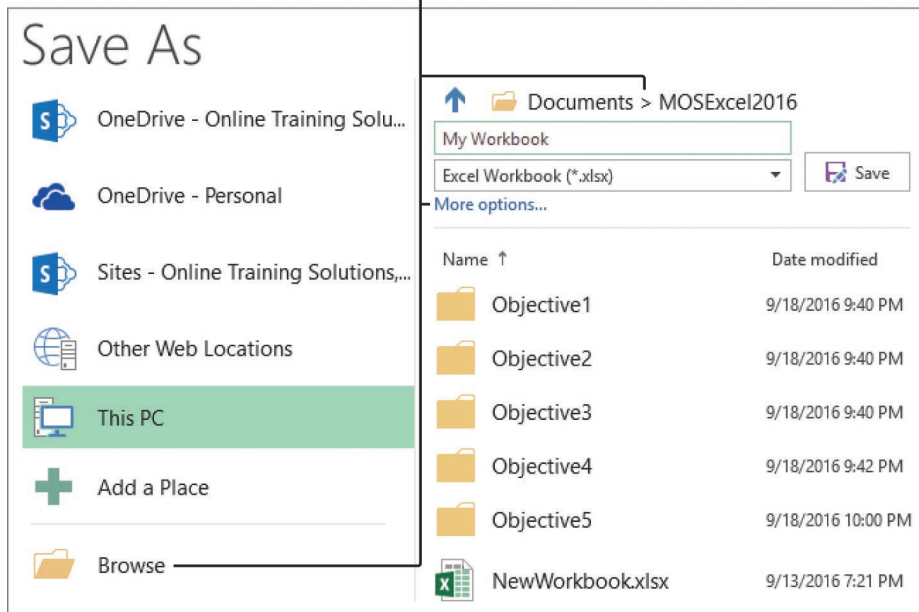 Save As
OneDrive - Online Training Solu...
OneDrive - Personal
Sites - Online Training Solutions,...
Other Web Locations
This PC
Add a Place
Browse
Documents > MOSExcel2016
My Workbook
Excel Workbook (*.xlsx)
Save
More options...
Name ↑ Date modified
Objective1 9/18/2016 9:40 PM
Objective2 9/18/2016 9:40 PM
Objective3 9/18/2016 9:40 PM
Objective4 9/18/2016 9:42 PM
Objective5 9/18/2016 10:00 PM
NewWorkbook.xlsx 9/13/2016 7:21 PM